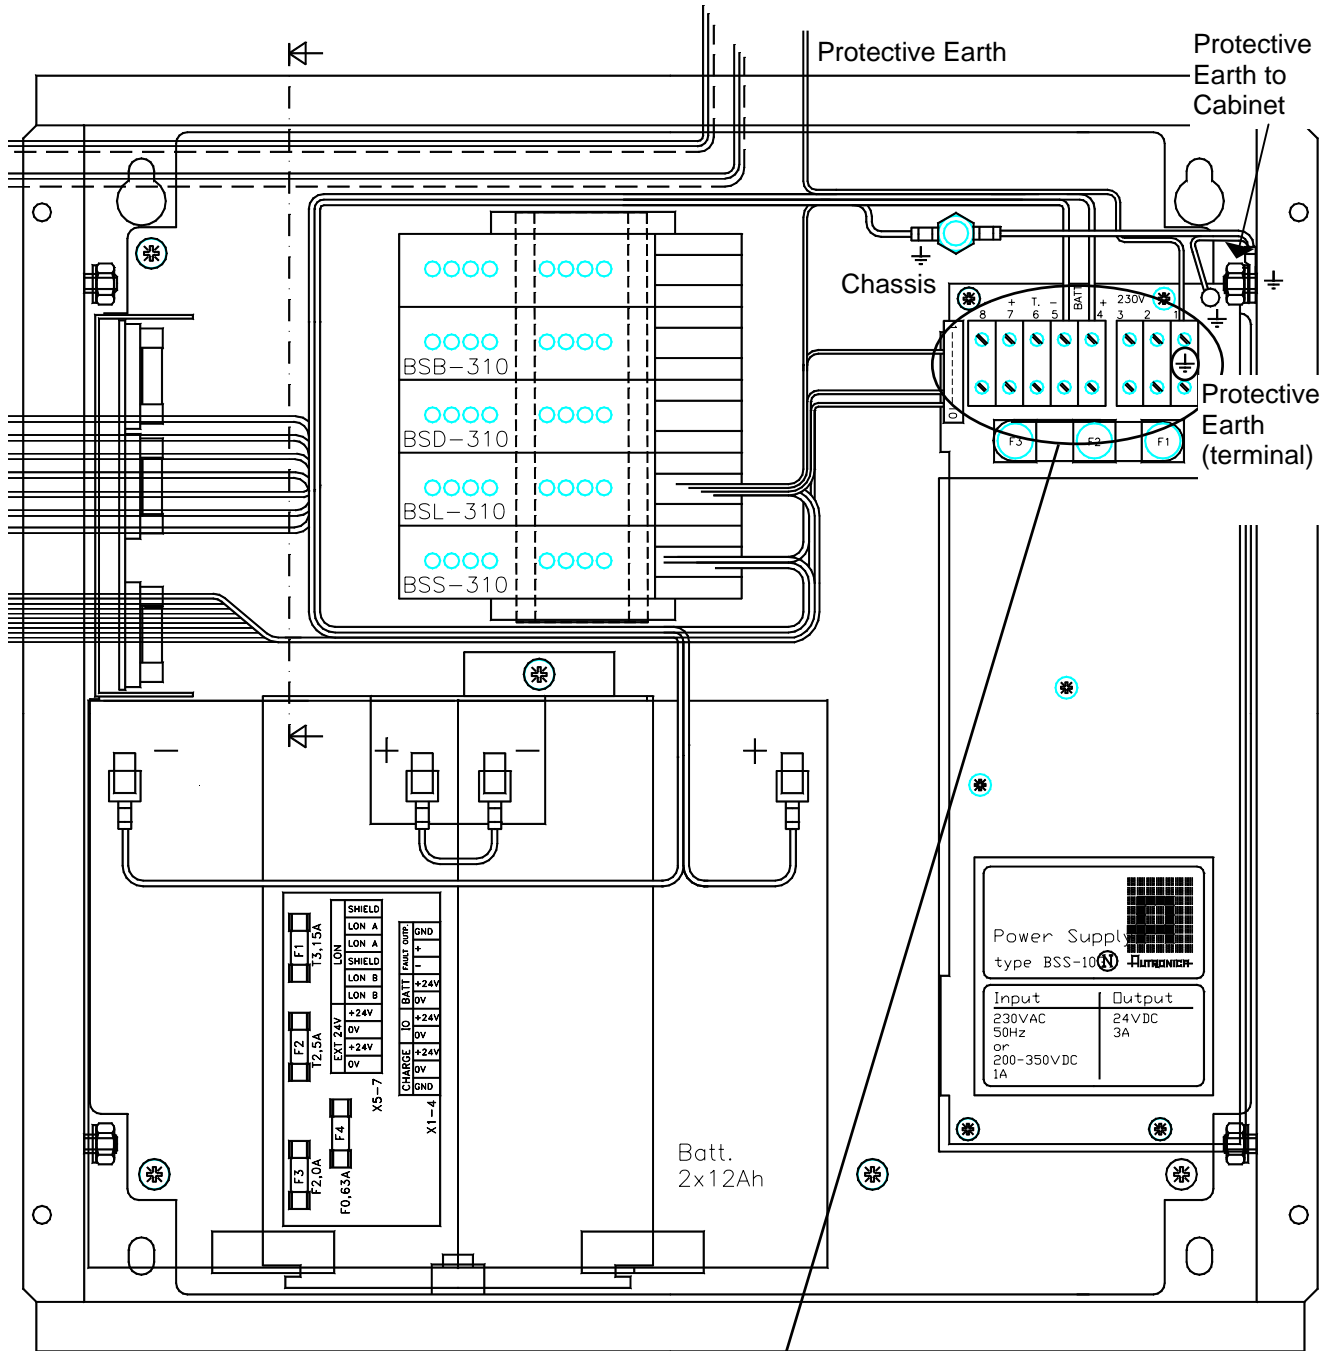 Protective Earth
Protective
Earth to
Cabinet
Chassis
+ T. - BATT + 230V
8 7 6 5 4 3 2 1
Protective
Earth
(terminal)
F3 F2 F1
BSB-310
BSD-310
BSL-310
BSS-310
- + - +
SHIELD
LON A
LON A
SHIELD
LON B
LON B
+24V
0V
+24V
0V
LON
EXT 24V
X5-7
GND
+
-
+24V
0V
+24V
0V
+24V
0V
GND
FAULT OUTP.
BATT
IO
CHARGE
X1-4
F1
T3,15A
F2
T2,5A
F4
F0,63A
F3
F2,0A
Batt.
2x12Ah
Power Supply
type BSS-10 N AUTRONICA
Input Output
230VAC 24VDC
50Hz 3A
or
200-350VDC
1A